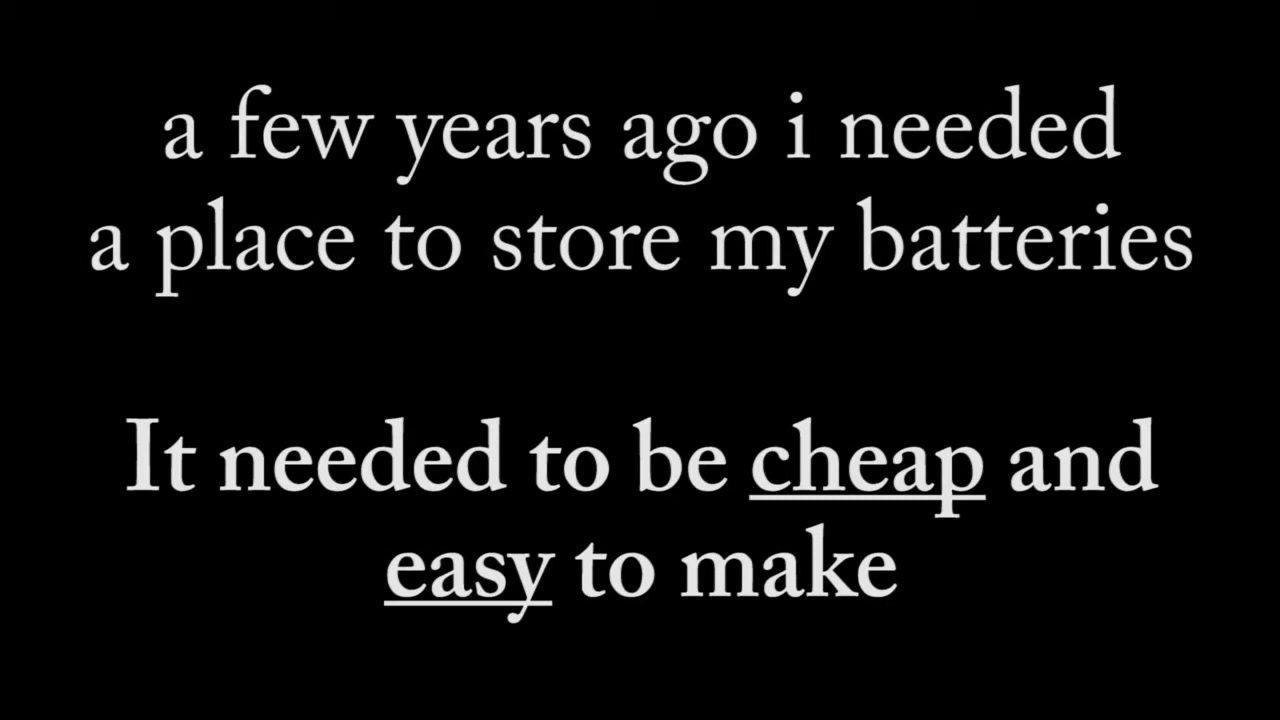 a few years ago i needed
a place to store my batteries
It needed to be cheap and
easy to make